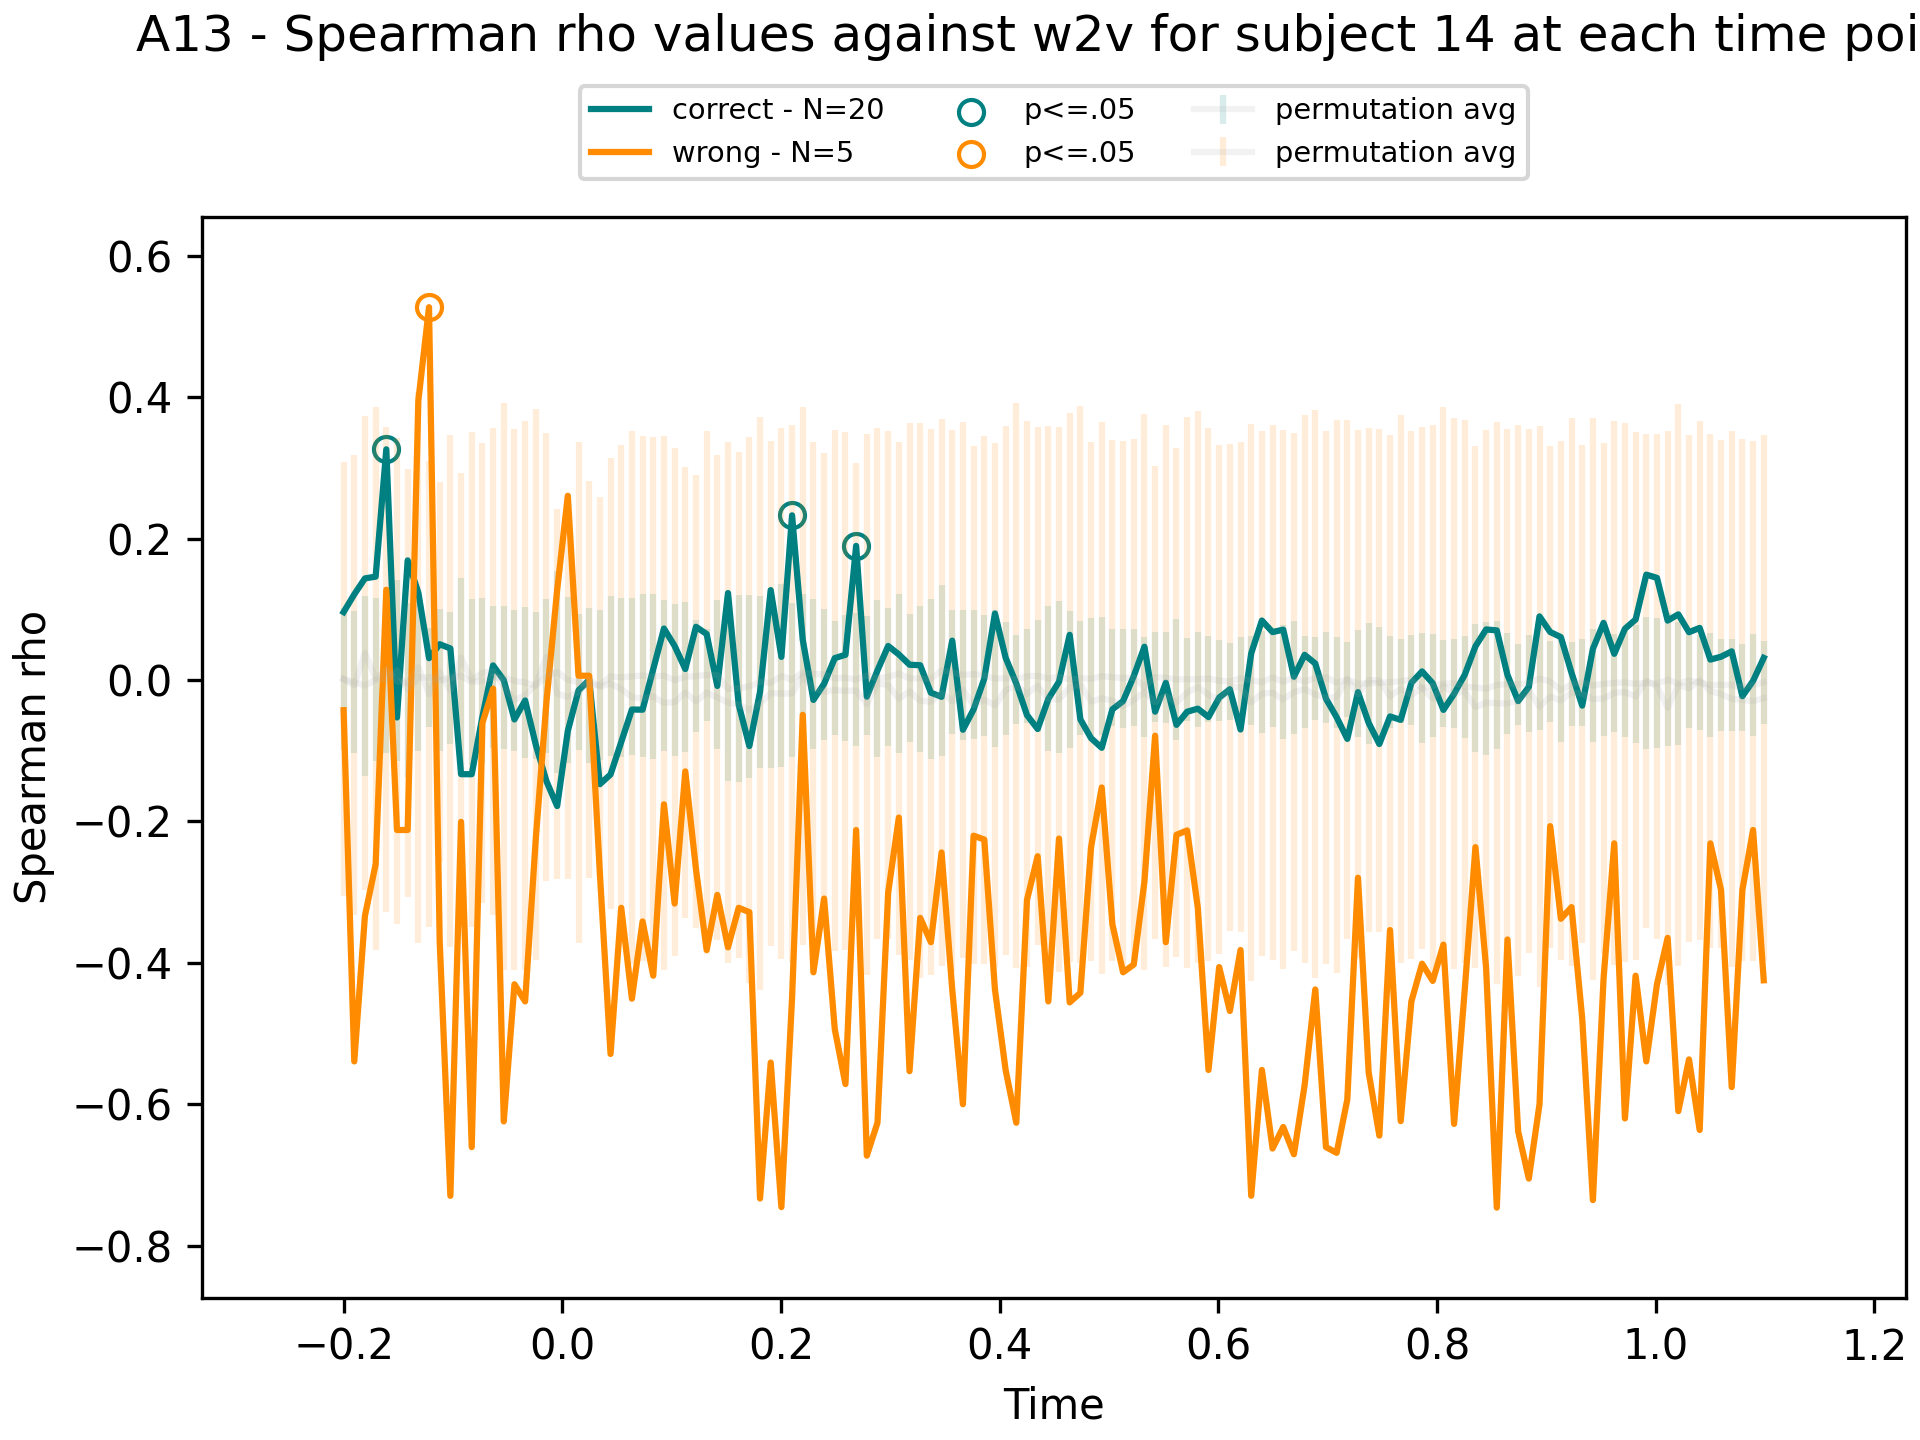 A13 - Spearman rho values against w2v for subject 14 at each time poi
correct - N=20
wrong - N=5
p<=.05
p<=.05
permutation avg
permutation avg
Spearman rho
0.6
0.4
0.2
0.0
−0.2
−0.4
−0.6
−0.8
−0.2 0.0 0.2 0.4 0.6 0.8 1.0 1.2
Time